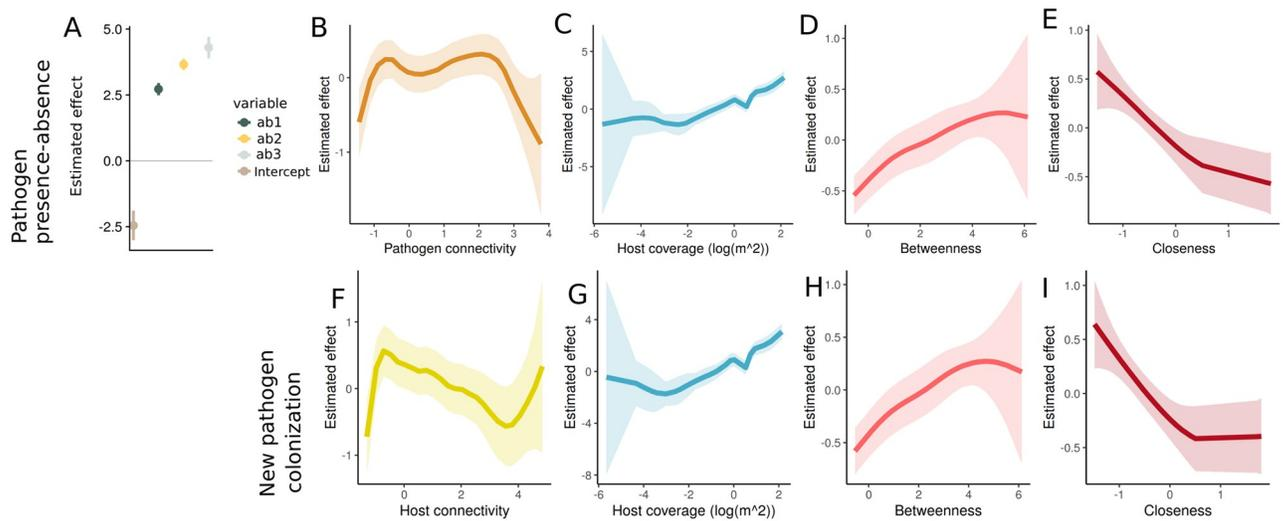 Pathogen
presence-absence
A
5.0
2.5
0.0
-2.5
Estimated effect
variable
ab1
ab2
ab3
Intercept
B
0
-1
Estimated effect
-1 0 1 2 3 4
Pathogen connectivity
C
5
0
-5
Estimated effect
-6 -4 -2 0 2
Host coverage (log(m^2))
D
1.0
0.5
0.0
-0.5
Estimated effect
0 2 4 6
Betweenness
E
1.0
0.5
0.0
-0.5
Estimated effect
-1 0 1
Closeness
New pathogen
colonization
F
1
0
-1
Estimated effect
0 2 4
Host connectivity
G
4
0
-4
-8
Estimated effect
-6 -4 -2 0 2
Host coverage (log(m^2))
H
1.0
0.5
0.0
-0.5
Estimated effect
0 2 4 6
Betweenness
I
1.0
0.5
0.0
-0.5
Estimated effect
-1 0 1
Closeness